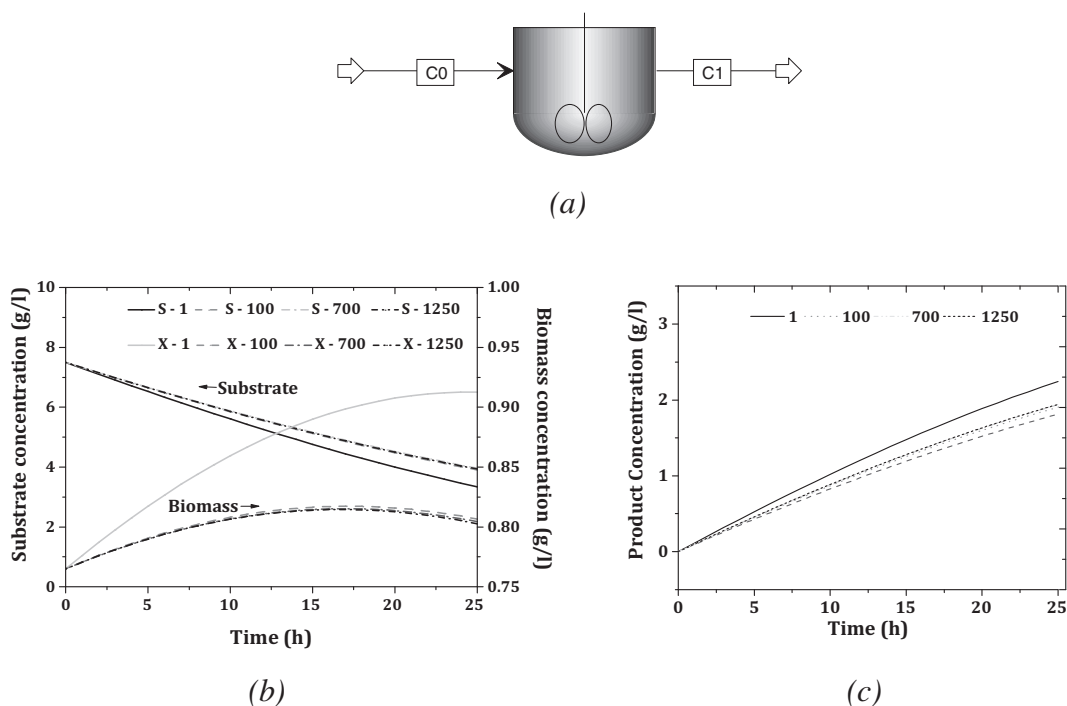 C0
C1
(a)
S - 1 S - 100 S - 700 S - 1250
X - 1 X - 100 X - 700 X - 1250
Substrate
Biomass
Substrate concentration (g/l)
10
8
6
4
2
0
1.00
0.95
0.90
0.85
0.80
0.75
Biomass concentration (g/l)
0 5 10 15 20 25
Time (h)
(b)
1 100 700 1250
Product Concentration (g/l)
3
2
1
0
0 5 10 15 20 25
Time (h)
(c)